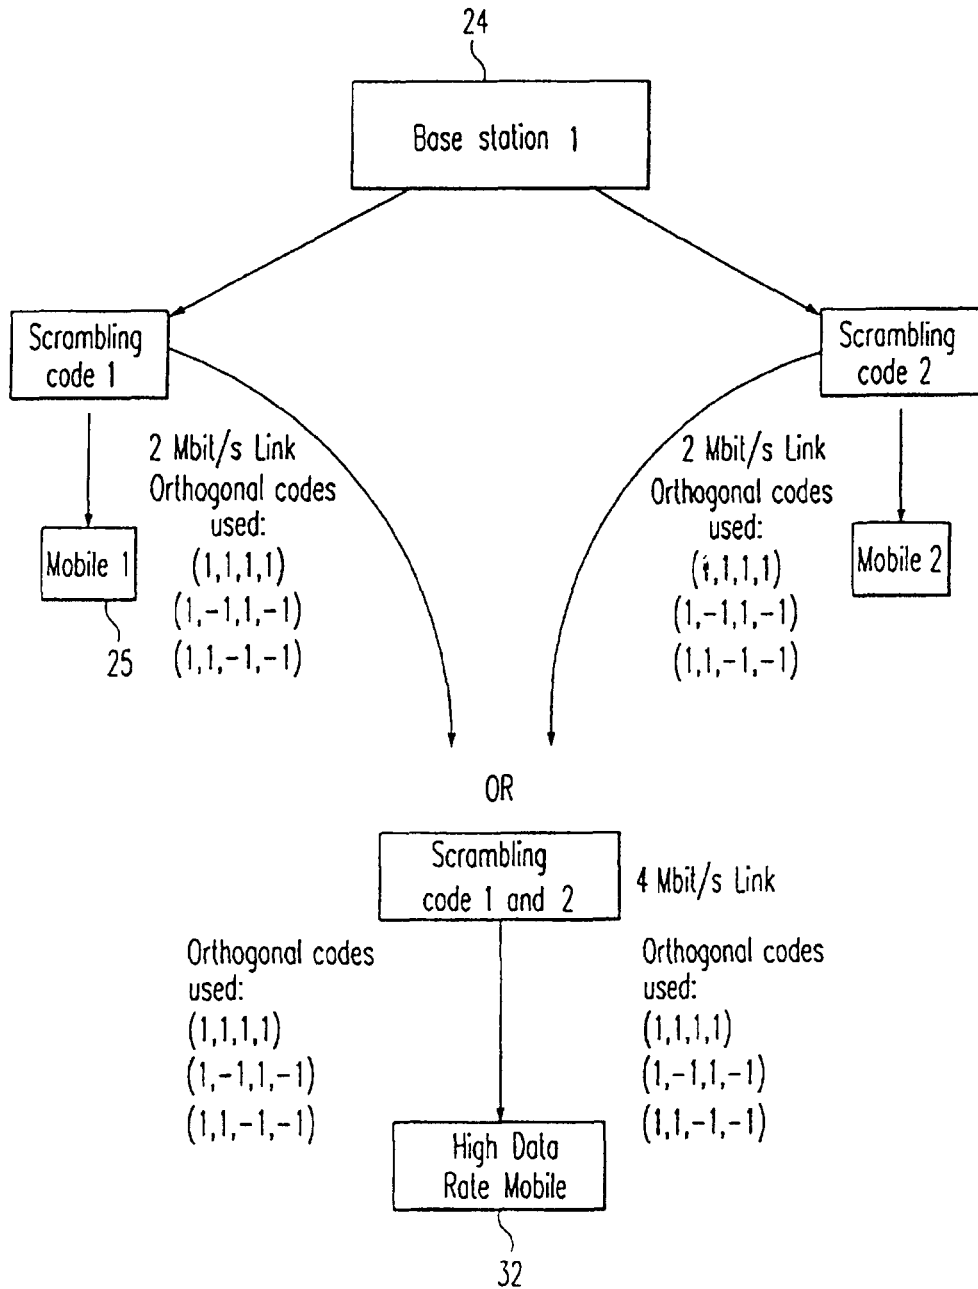 24
Base station 1
Scrambling
code 1
Scrambling
code 2
2 Mbit/s Link
Orthogonal codes
used:
(1,1,1,1)
(1,-1,1,-1)
(1,1,-1,-1)
2 Mbit/s Link
Orthogonal codes
used:
(1,1,1,1)
(1,-1,1,-1)
(1,1,-1,-1)
Mobile 1
25
Mobile 2
OR
Scrambling
code 1 and 2
4 Mbit/s Link
Orthogonal codes
used:
(1,1,1,1)
(1,-1,1,-1)
(1,1,-1,-1)
Orthogonal codes
used:
(1,1,1,1)
(1,-1,1,-1)
(1,1,-1,-1)
High Data
Rate Mobile
32